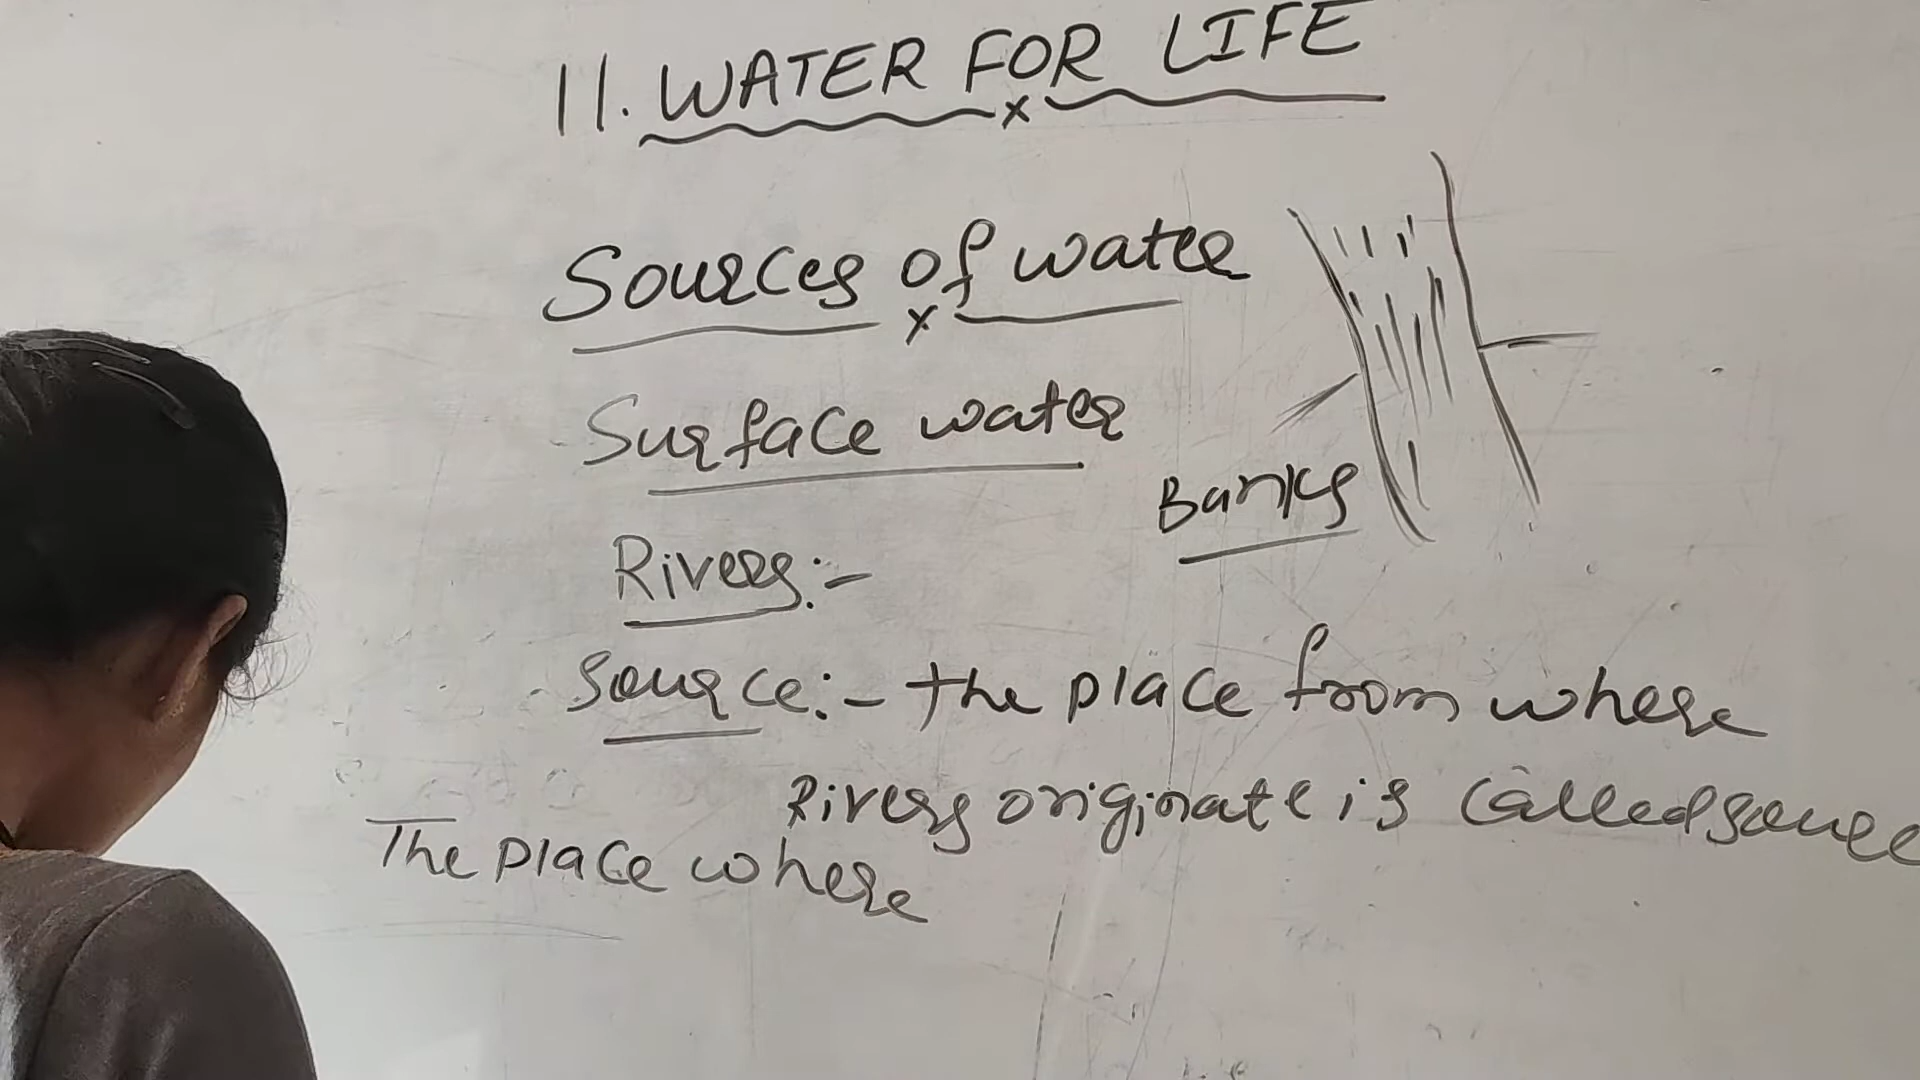 11. WATER FOR LIFE
Sources of water
Surface water
Banks
Rivers:-
Source:- the place from where
Rivers originate is called source
The place where